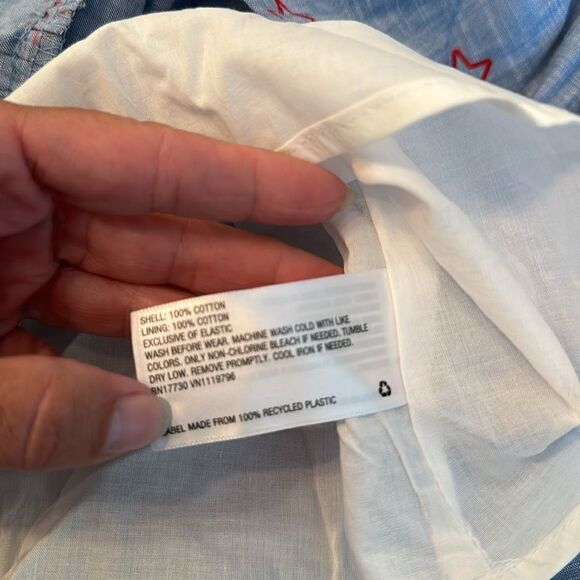 SHELL: 100% COTTON
LINING: 100% COTTON
EXCLUSIVE OF ELASTIC
WASH BEFORE WEAR. MACHINE WASH COLD WITH LIKE
COLORS. ONLY NON-CHLORINE BLEACH IF NEEDED. TUMBLE
DRY LOW. REMOVE PROMPTLY. COOL IRON IF NEEDED.
RN17730 VN1119796
LABEL MADE FROM 100% RECYCLED PLASTIC